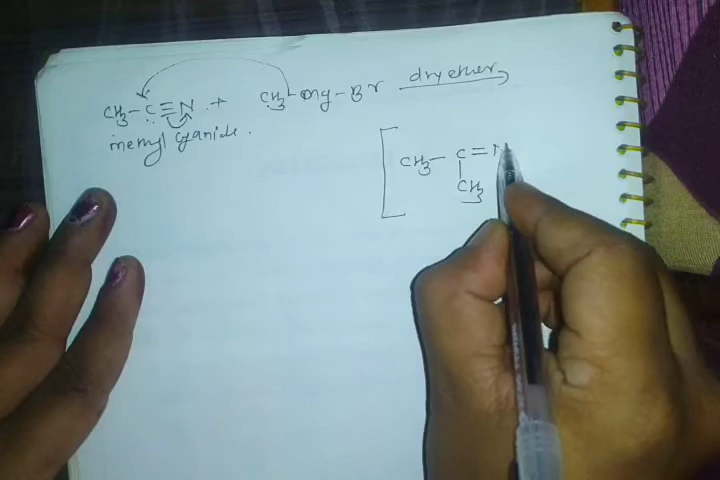 CH3-C≡N + CH3-Mg-Br dry ether
methyl cyanide.
[CH3-C=N
CH3